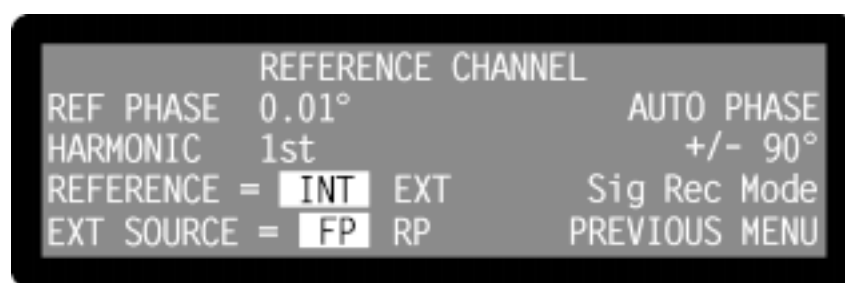 REFERENCE CHANNEL
REF PHASE 0.01° AUTO PHASE
HARMONIC 1st +/- 90°
REFERENCE = INT EXT Sig Rec Mode
EXT SOURCE = FP RP PREVIOUS MENU